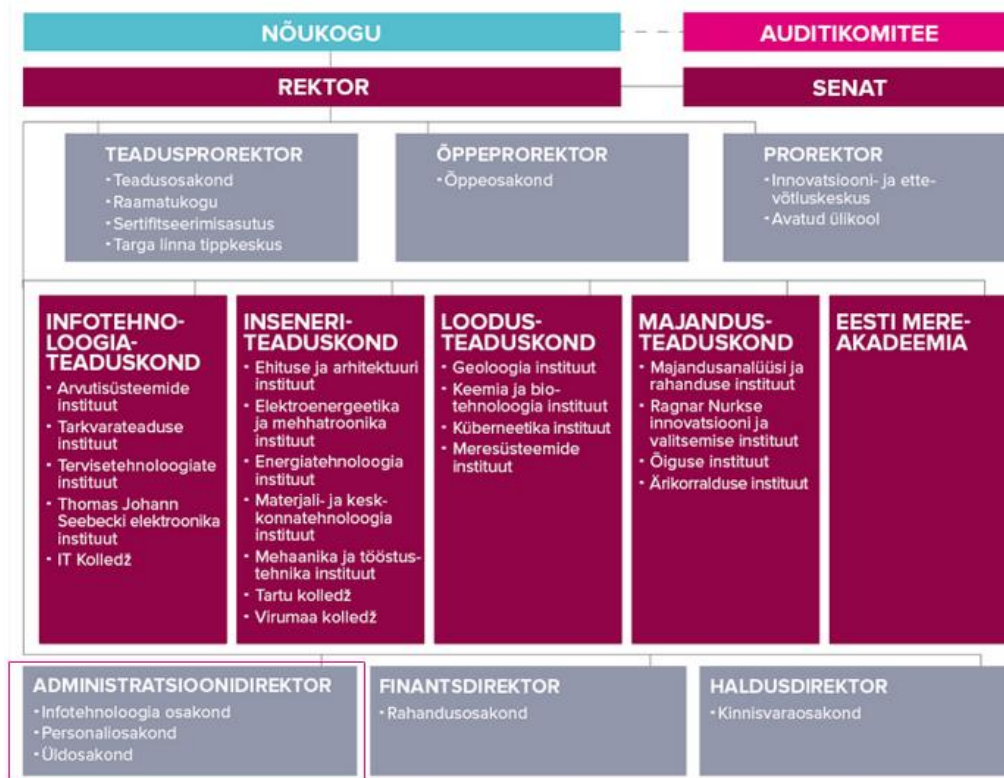 NÕUKOGU
AUDITIKOMITEE
REKTOR
SENAT
TEADUSPROREKTOR
• Teadusosakond
• Raamatukogu
• Sertifitseerimisasutus
• Targa linna tippkeskus
ÕPPEPROREKTOR
• Õppeosakond
PROREKTOR
• Innovatsiooni- ja ette-
võtluskeskus
• Avatud ülikool
INFOTEHNO-
LOOGIA-
TEADUSKOND
• Arvutisüsteemide
instituut
• Tarkvarateaduse
instituut
• Tervisetehnoloogiate
instituut
• Thomas Johann
Seebecki elektroonika
instituut
• IT Kolledž
INSENERI-
TEADUSKOND
• Ehituse ja arhitektuuri
instituut
• Elektroenergeetika
ja mehhatroonika
instituut
• Energiatehnoloogia
instituut
• Materjali- ja kesk-
konnatehnoloogia
instituut
• Mehaanika ja tööstus-
tehnika instituut
• Tartu kolledž
• Virumaa kolledž
LOODUS-
TEADUSKOND
• Geoloogia instituut
• Keemia ja bio-
tehnoloogia instituut
• Küberneetika instituut
• Meresüsteemide
instituut
MAJANDUS-
TEADUSKOND
• Majandusanalüüsi ja
rahanduse instituut
• Ragnar Nurkse
innovatsiooni ja
valitsemise instituut
• Õiguse instituut
• Ärikorralduse instituut
EESTI MERE-
AKADEEMIA
ADMINISTRATSIOONIDIREKTOR
• Infotehnoloogia osakond
• Personaliosakond
• Üldosakond
FINANTSDIREKTOR
• Rahandusosakond
HALDUSDIREKTOR
• Kinnisvaraosakond